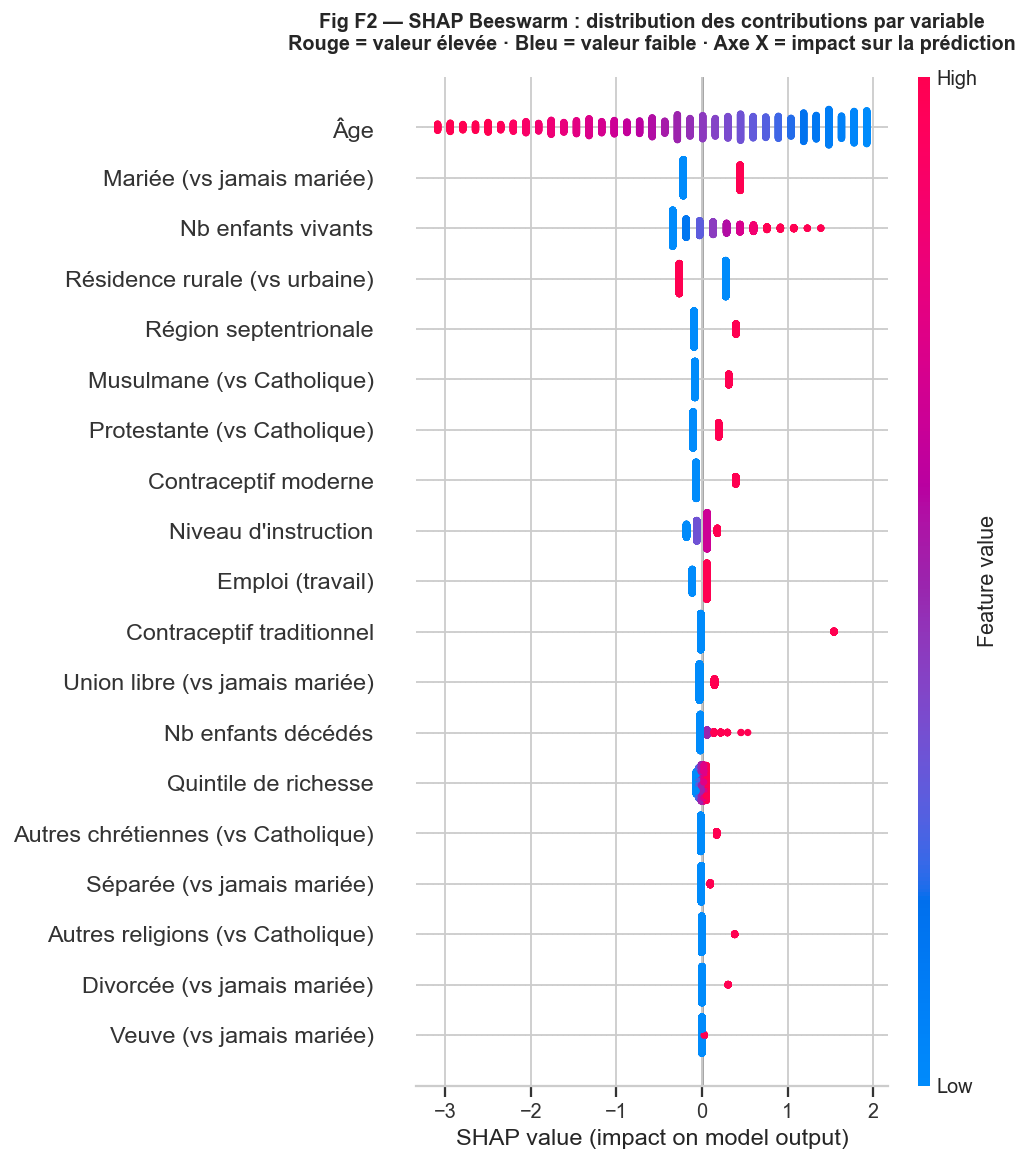 Fig F2 — SHAP Beeswarm : distribution des contributions par variable
Rouge = valeur élevée · Bleu = valeur faible · Axe X = impact sur la prédiction
High
Âge
Mariée (vs jamais mariée)
Nb enfants vivants
Résidence rurale (vs urbaine)
Région septentrionale
Musulmane (vs Catholique)
Protestante (vs Catholique)
Contraceptif moderne
Niveau d'instruction
Emploi (travail)
Contraceptif traditionnel
Union libre (vs jamais mariée)
Nb enfants décédés
Quintile de richesse
Autres chrétiennes (vs Catholique)
Séparée (vs jamais mariée)
Autres religions (vs Catholique)
Divorcée (vs jamais mariée)
Veuve (vs jamais mariée)
Feature value
Low
−3 −2 −1 0 1 2
SHAP value (impact on model output)